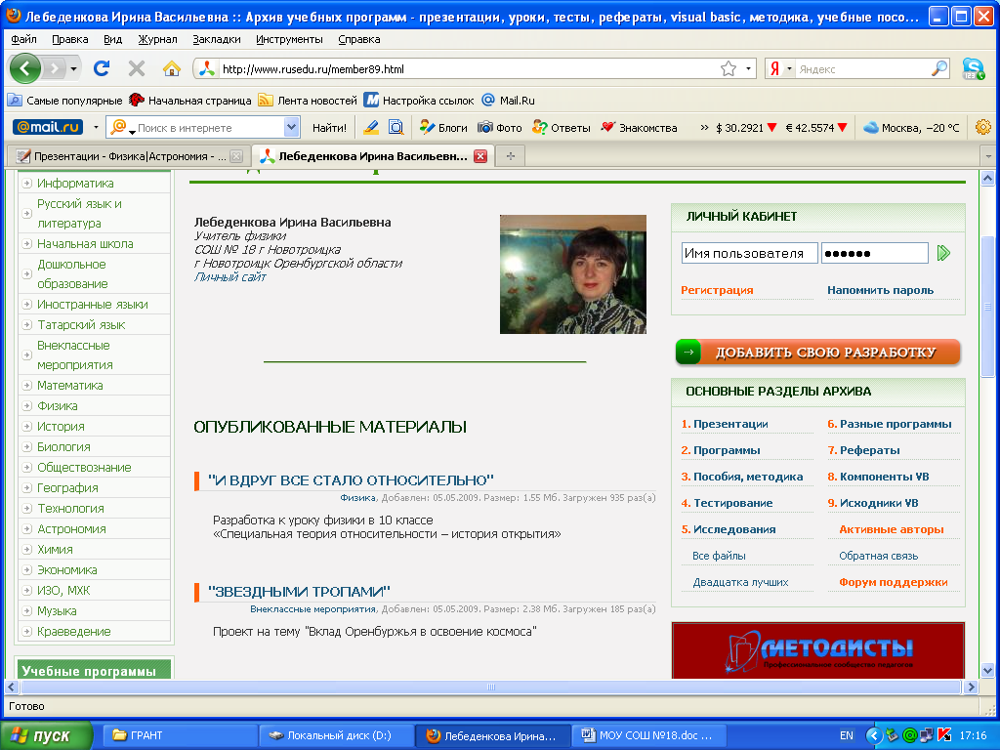 Лебеденкова Ирина Васильевна :: Архив учебных программ - презентации, уроки, тесты, рефераты, visual basic, методика, учебные посо...
Файл Правка Вид Журнал Закладки Инструменты Справка
http://www.rusedu.ru/member89.html
Я Яндекс
Самые популярные Начальная страница Лента новостей Настройка ссылок Mail.Ru
@mail.ru Поиск в интернете Найти! Блоги Фото Ответы Знакомства » $ 30.2921 € 42.5574 Москва, −20 °C
Презентации - Физика|Астрономия - ... Лебеденкова Ирина Васильевн...
Информатика
Русский язык и
литература
Начальная школа
Дошкольное
образование
Иностранные языки
Татарский язык
Внеклассные
мероприятия
Математика
Физика
История
Биология
Обществознание
География
Технология
Астрономия
Химия
Экономика
ИЗО, МХК
Музыка
Краеведение
Учебные программы
Лебеденкова Ирина Васильевна
Учитель физики
СОШ № 18 г Новотроицка
г Новотроицк Оренбургской области
Личный сайт
ОПУБЛИКОВАННЫЕ МАТЕРИАЛЫ
"И ВДРУГ ВСЕ СТАЛО ОТНОСИТЕЛЬНО"
Физика, Добавлен: 05.05.2009. Размер: 1.55 Мб. Загружен 935 раз(а)
Разработка к уроку физики в 10 классе
«Специальная теория относительности – история открытия»
"ЗВЕЗДНЫМИ ТРОПАМИ"
Внеклассные мероприятия, Добавлен: 05.05.2009. Размер: 2.38 Мб. Загружен 185 раз(а)
Проект на тему "Вклад Оренбуржья в освоение космоса"
ЛИЧНЫЙ КАБИНЕТ
Имя пользователя ●●●●●●
Регистрация Напомнить пароль
ДОБАВИТЬ СВОЮ РАЗРАБОТКУ
ОСНОВНЫЕ РАЗДЕЛЫ АРХИВА
1. Презентации 6. Разные программы
2. Программы 7. Рефераты
3. Пособия, методика 8. Компоненты VB
4. Тестирование 9. Исходники VB
5. Исследования Активные авторы
Все файлы Обратная связь
Двадцатка лучших Форум поддержки
МЕТОДИСТЫ
Профессиональное сообщество педагогов
Готово
пуск ГРАНТ Локальный диск (D:) Лебеденкова Ирина... МОУ СОШ №18.doc ... EN 17:16